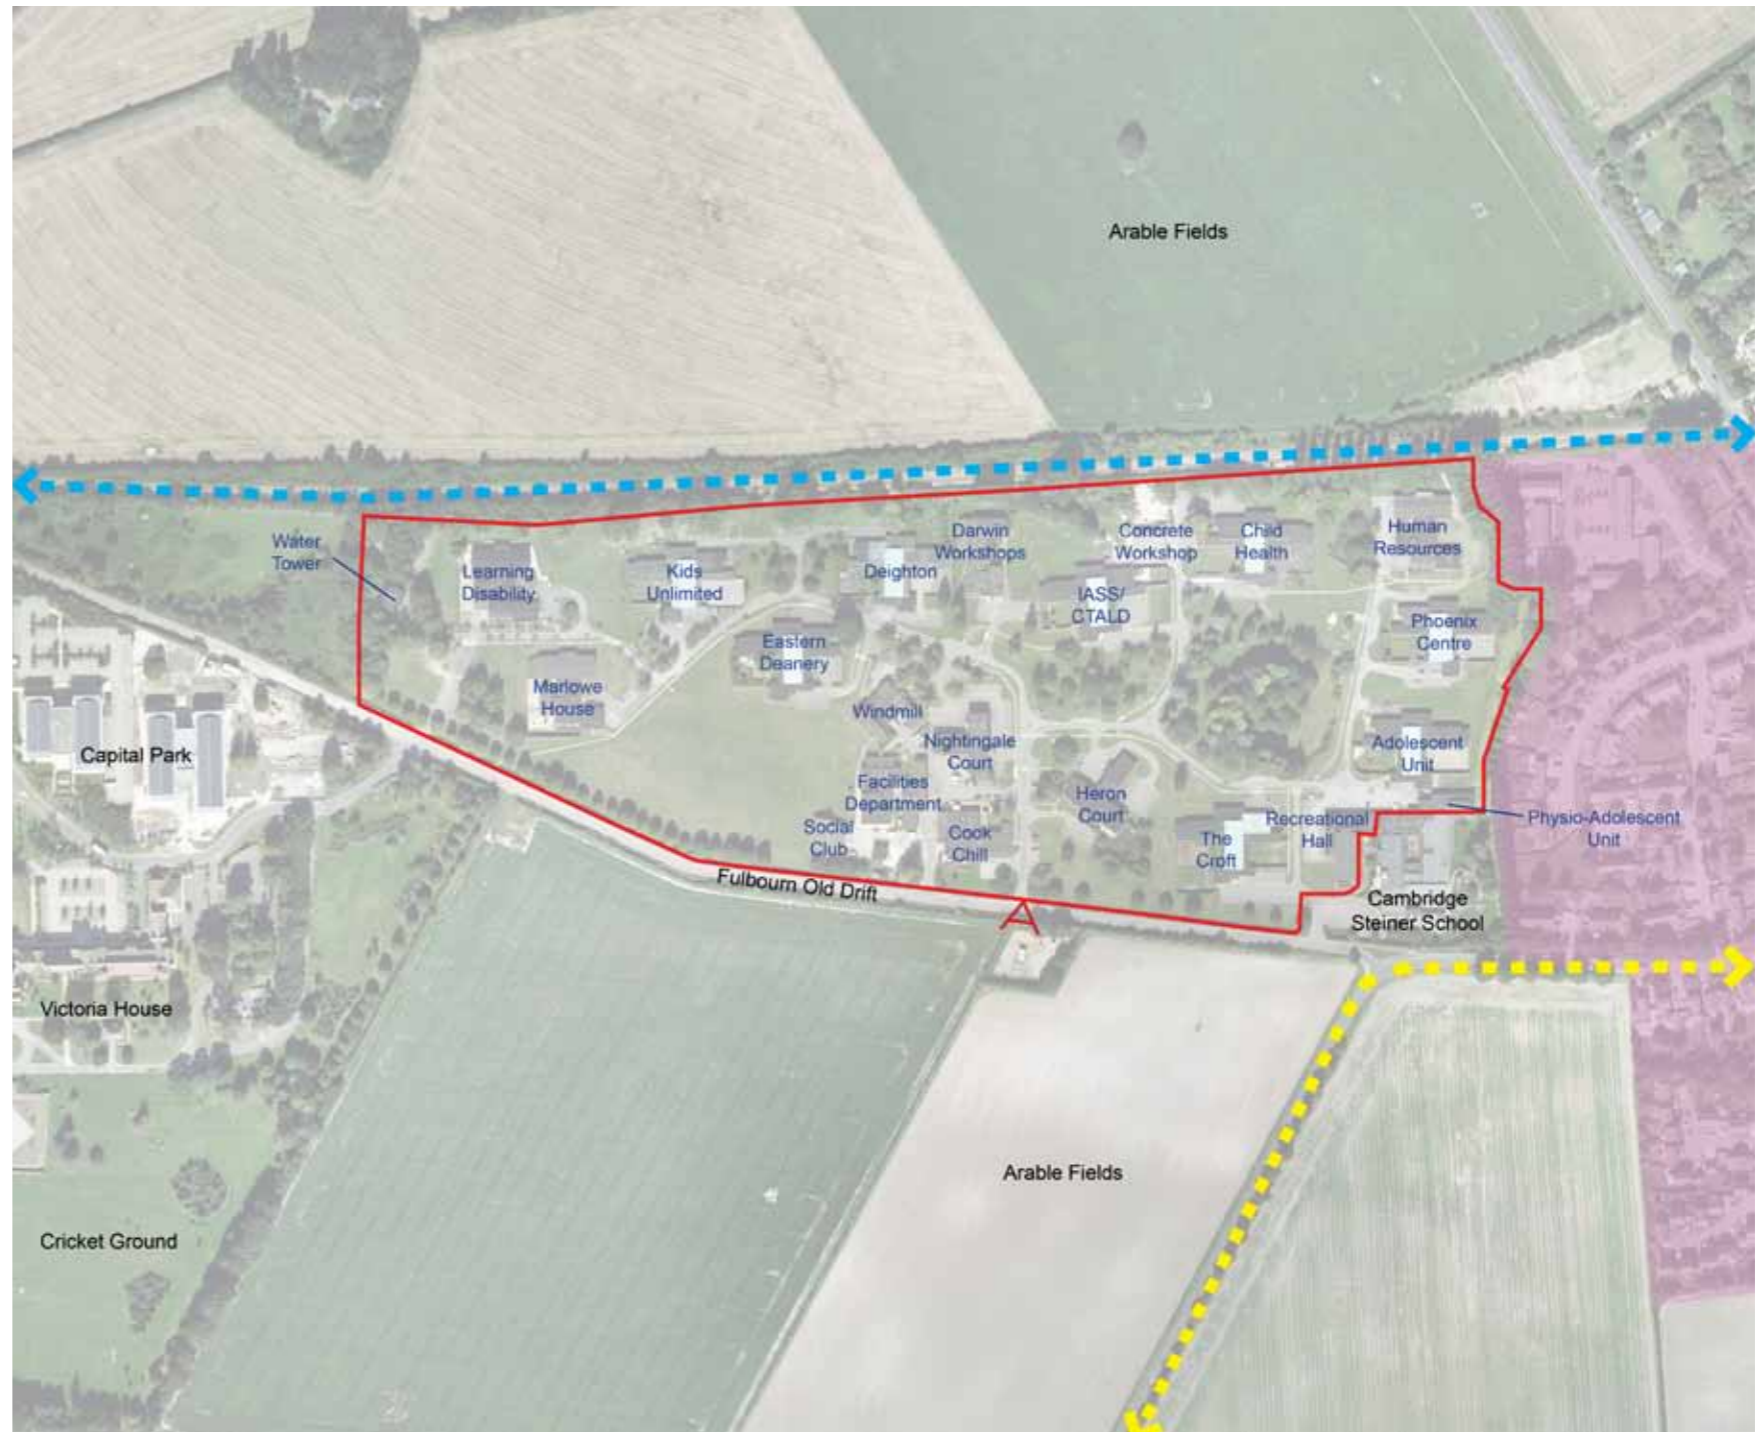 Arable Fields
Water
Tower
Learning
Disability
Kids
Unlimited
Deighton
Darwin
Workshops
Concrete
Workshop
Child
Health
Human
Resources
IASS/
CTALD
Phoenix
Centre
Eastern
Deanery
Marlowe
House
Windmill
Nightingale
Court
Adolescent
Unit
Capital Park
Facilities
Department
Heron
Court
Social
Club
Cook
Chill
The
Croft
Recreational
Hall
Physio-Adolescent
Unit
Fulbourn Old Drift
Cambridge
Steiner School
Victoria House
Arable Fields
Cricket Ground